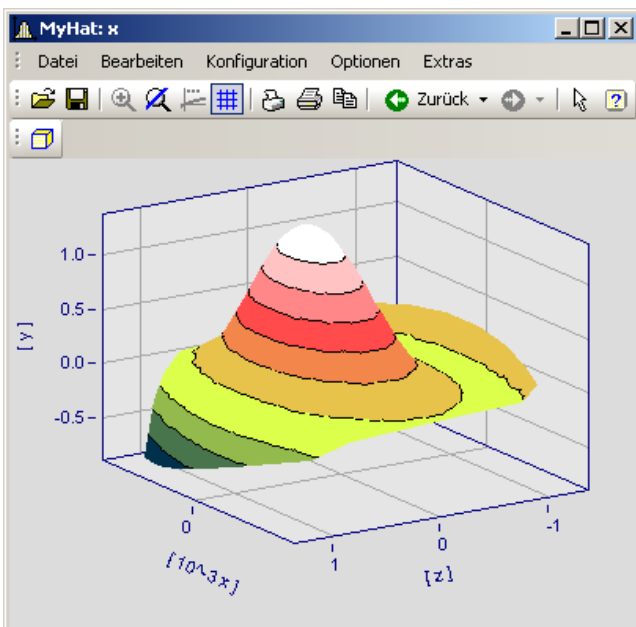 MyHat: x
Datei Bearbeiten Konfiguration Optionen Extras
Zurück
1.0
0.5
0.0
-0.5
[y]
0
[10^3x]
1
0
-1
[z]